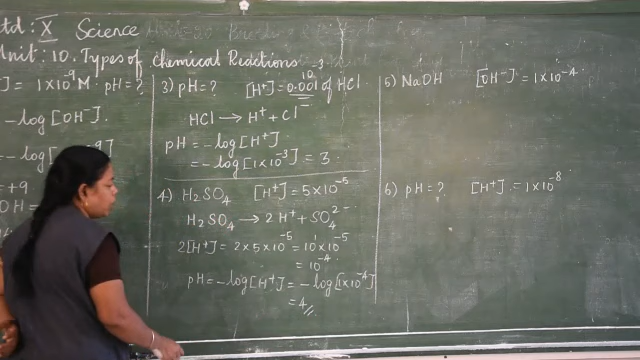 td: X Science
Unit: 10. Types of chemical Reactions -3
] = 1×10⁻⁹ M. pH = ?
-log[OH⁻].
+9
OH =
3) pH = ? [H⁺] = 0.001 of HCl
10
HCl → H⁺ + Cl⁻
pH = -log[H⁺]
= -log[1×10⁻³] = 3.
4) H₂SO₄ [H⁺] = 5×10⁻⁵
H₂SO₄ → 2H⁺ + SO₄²⁻
2[H⁺] = 2×5×10⁻⁵ = 10×10⁻⁵
= 10⁻⁴.
pH = -log[H⁺] = -log[1×10⁻⁴]
= 4 //
5) NaOH [OH⁻] = 1×10⁻⁴
6) pH = ? [H⁺] = 1×10⁻⁸